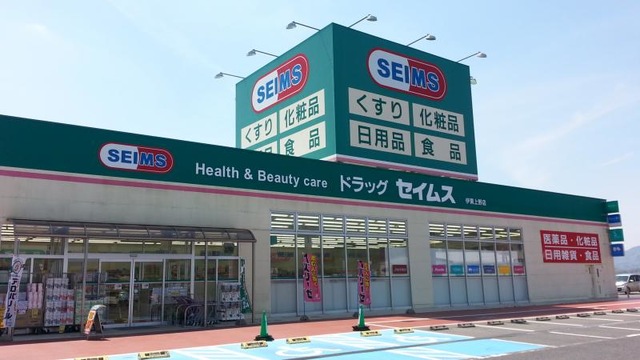 SEIMS
くすり
化粧品
日用品
食品
SEIMS
くすり
化粧品
食品
SEIMS
Health & Beauty care
ドラッグ セイムス
医薬品・化粧品
日用雑貨・食品